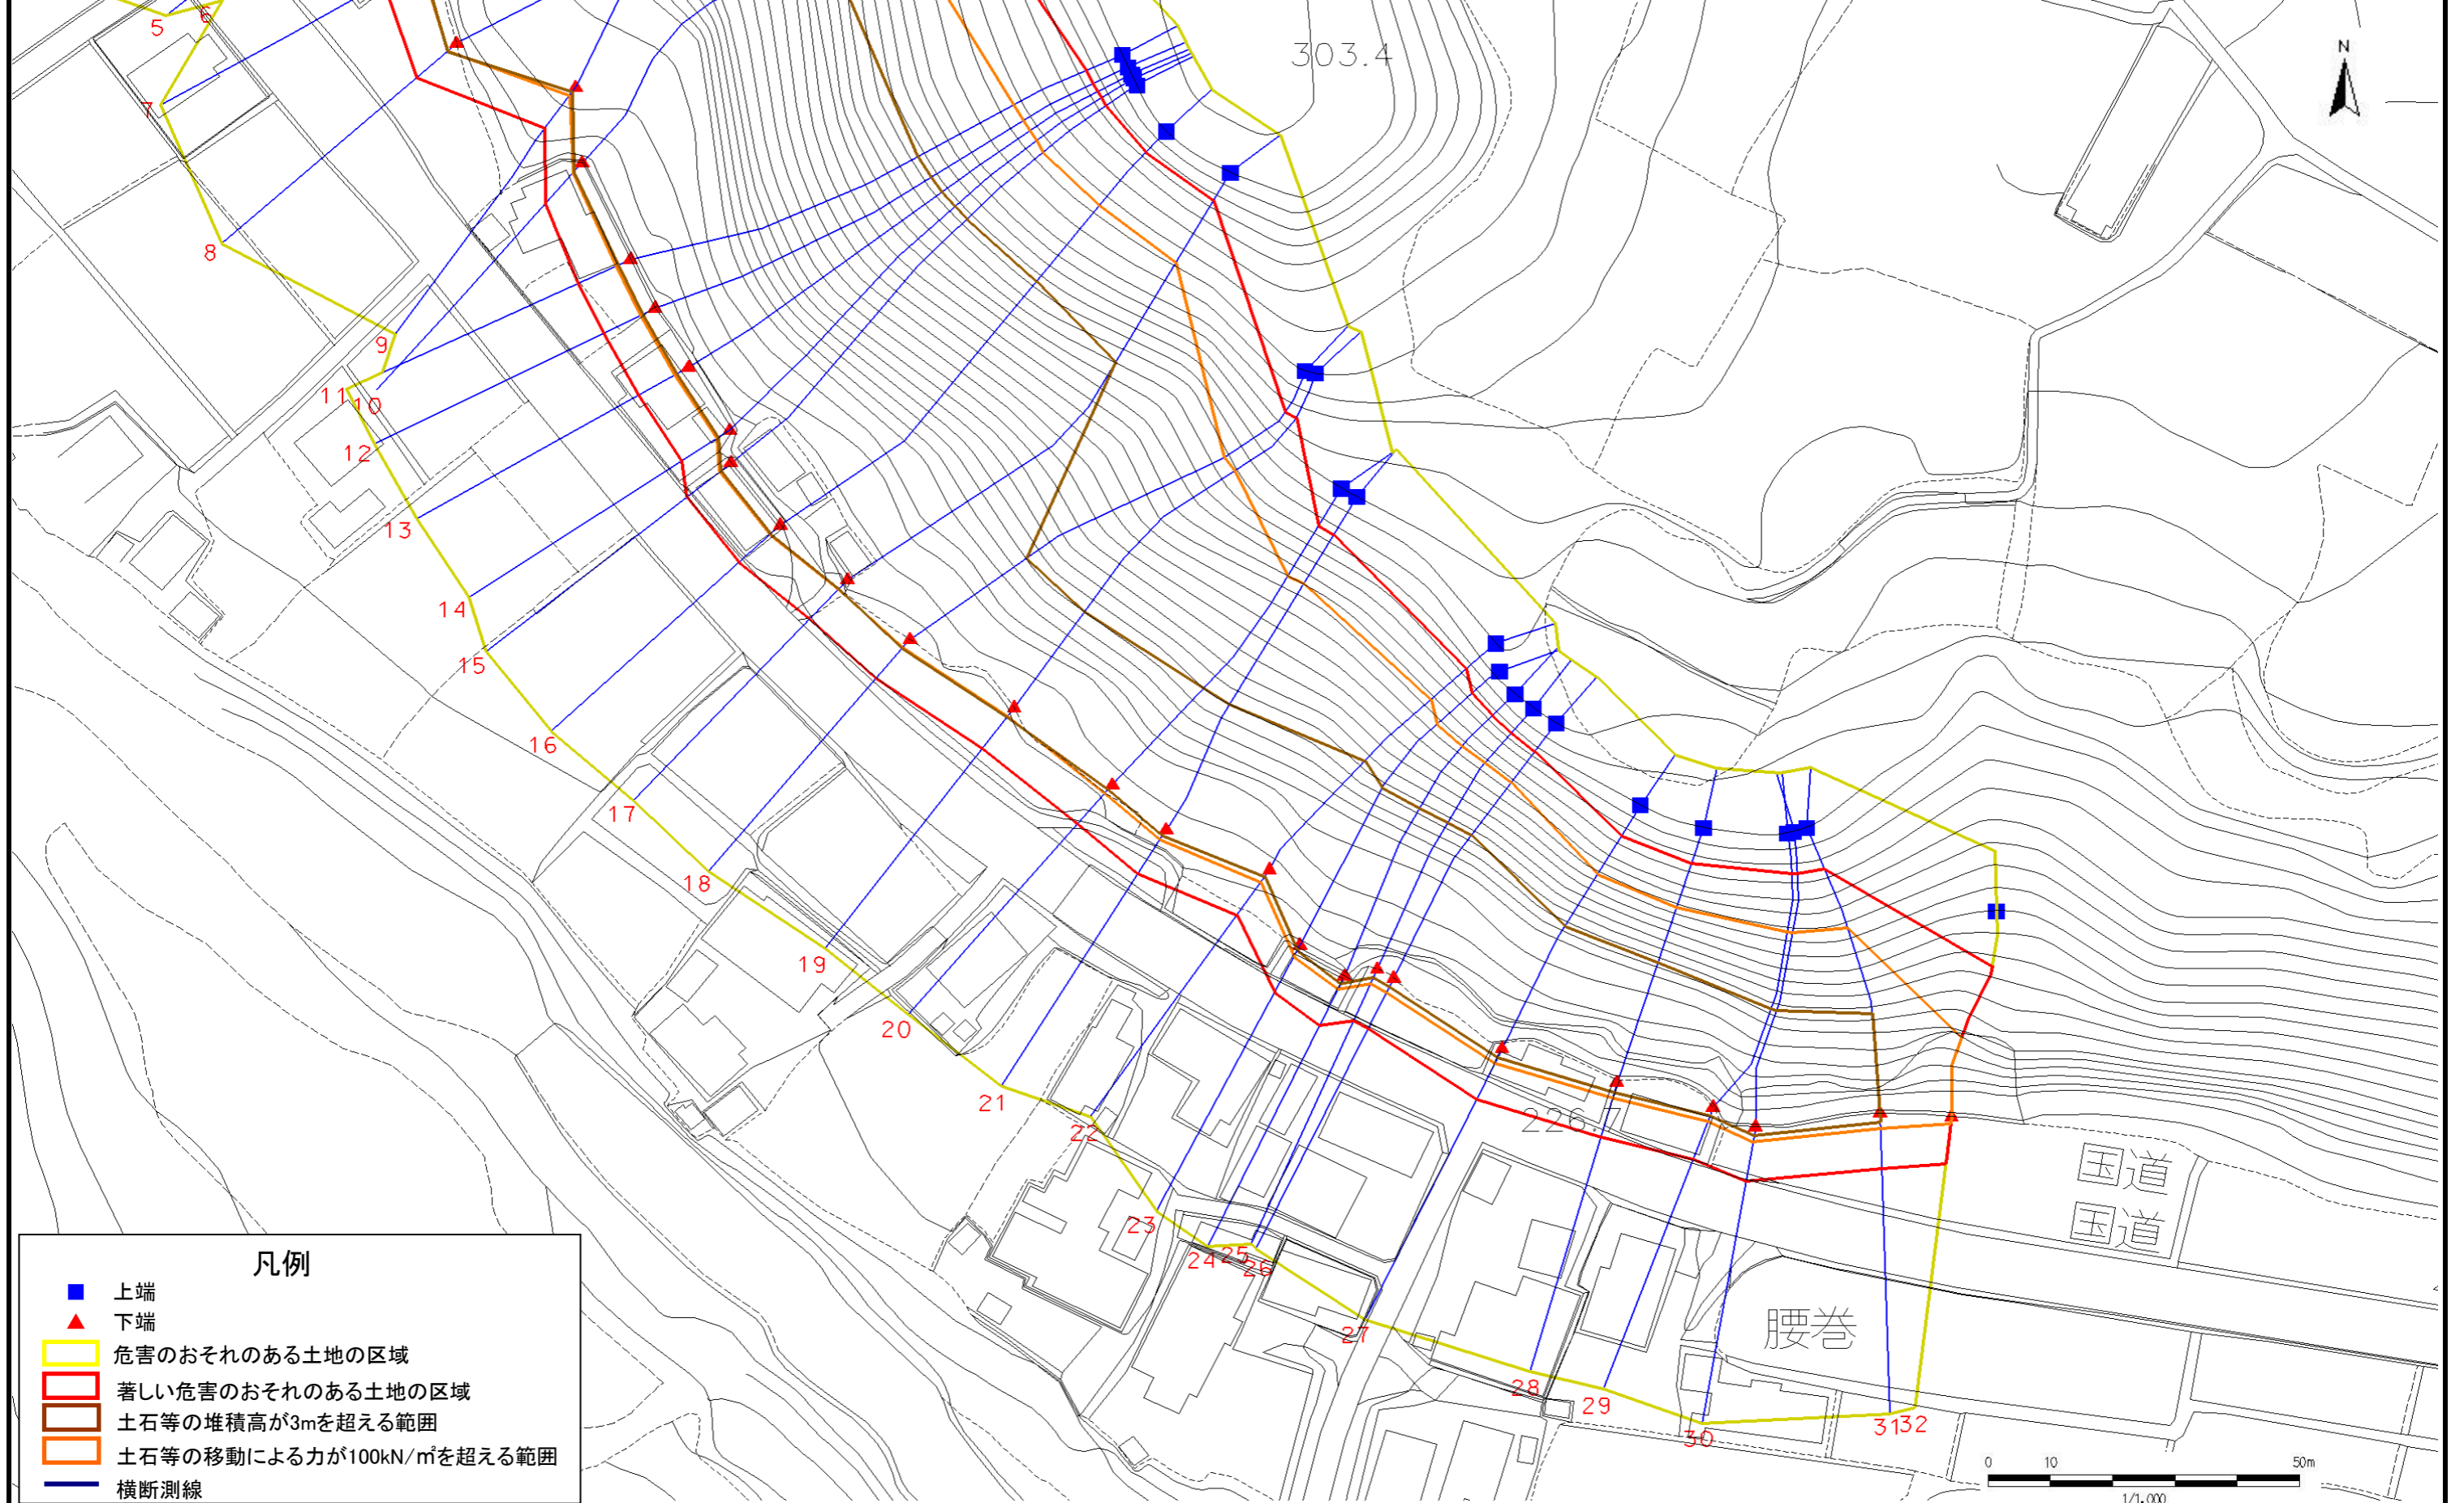 5
6
303.4
N
7
8
9
11
10
12
13
14
15
16
17
18
19
20
21
22
226.7
国道
国道
23
24
25
26
27
腰巻
28
29
30
31
32
凡例
上端
下端
危害のおそれのある土地の区域
著しい危害のおそれのある土地の区域
土石等の堆積高が3mを超える範囲
土石等の移動による力が100kN/㎡を超える範囲
横断測線
0 10 50m
1/1,000